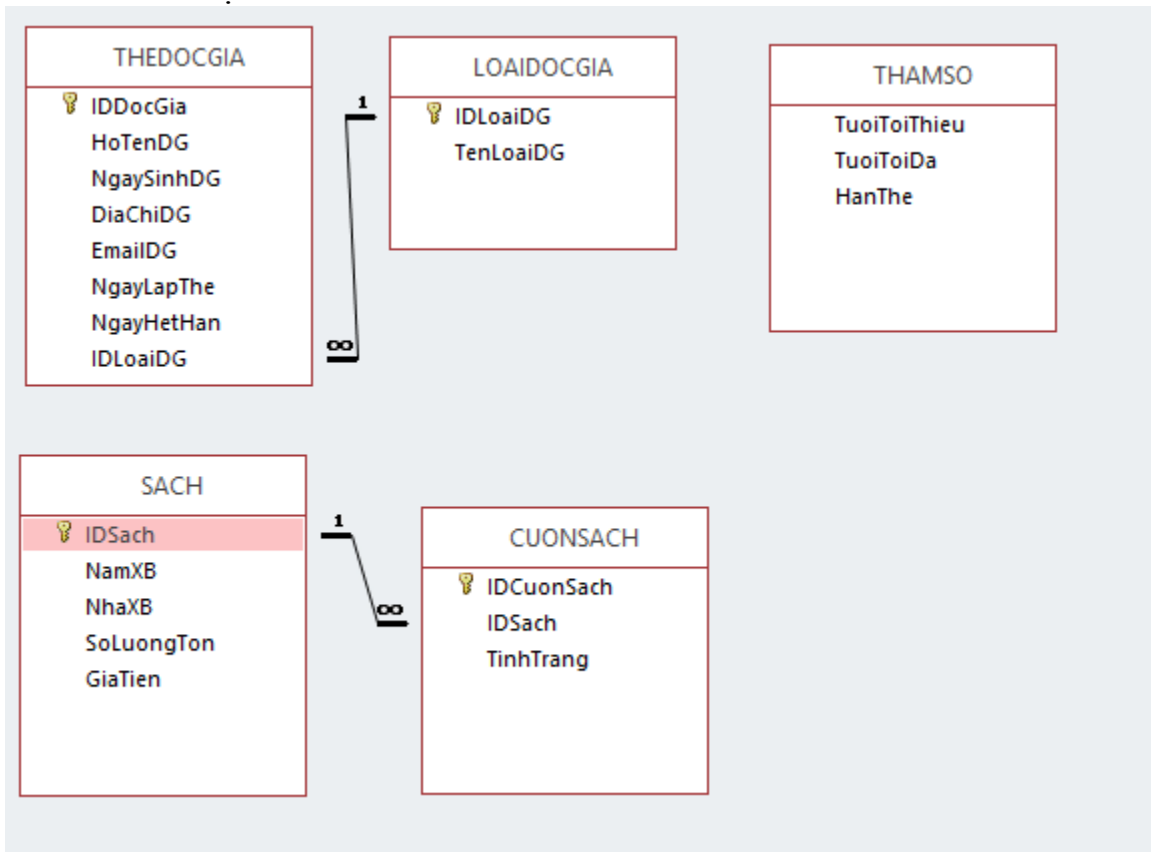 THEDOCGIA
IDDocGia
HoTenDG
NgaySinhDG
DiaChiDG
EmailDG
NgayLapThe
NgayHetHan
IDLoaiDG
1
∞
LOAIDOCGIA
IDLoaiDG
TenLoaiDG
THAMSO
TuoiToiThieu
TuoiToiDa
HanThe
SACH
IDSach
NamXB
NhaXB
SoLuongTon
GiaTien
1
∞
CUONSACH
IDCuonSach
IDSach
TinhTrang